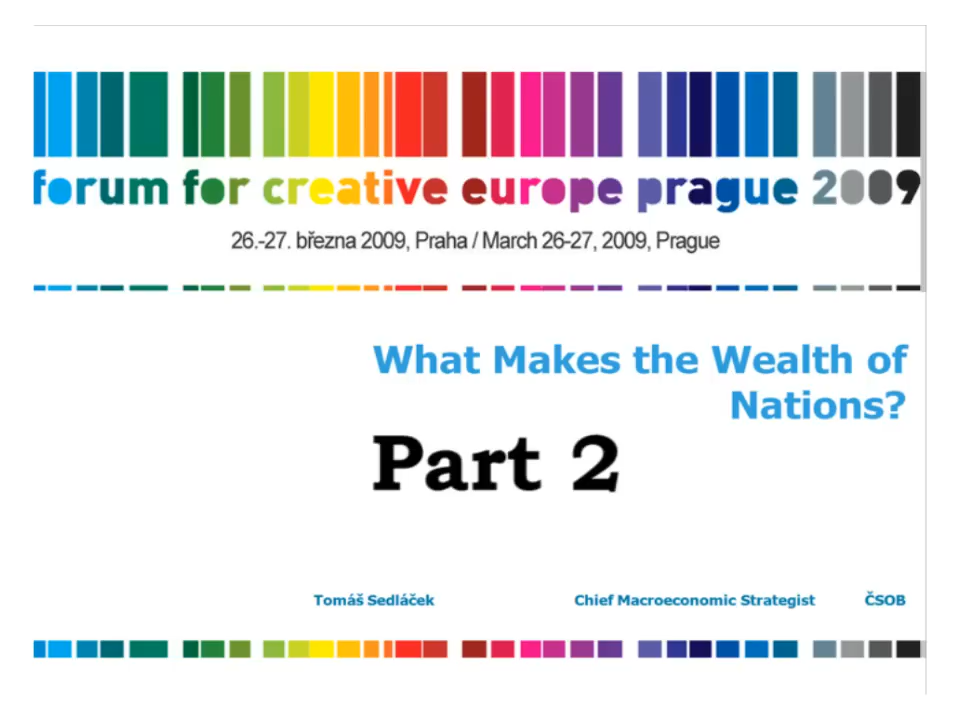 forum for creative europe prague 2009
26.-27. března 2009, Praha / March 26-27, 2009, Prague
What Makes the Wealth of
Nations?
Part 2
Tomáš Sedláček Chief Macroeconomic Strategist ČSOB